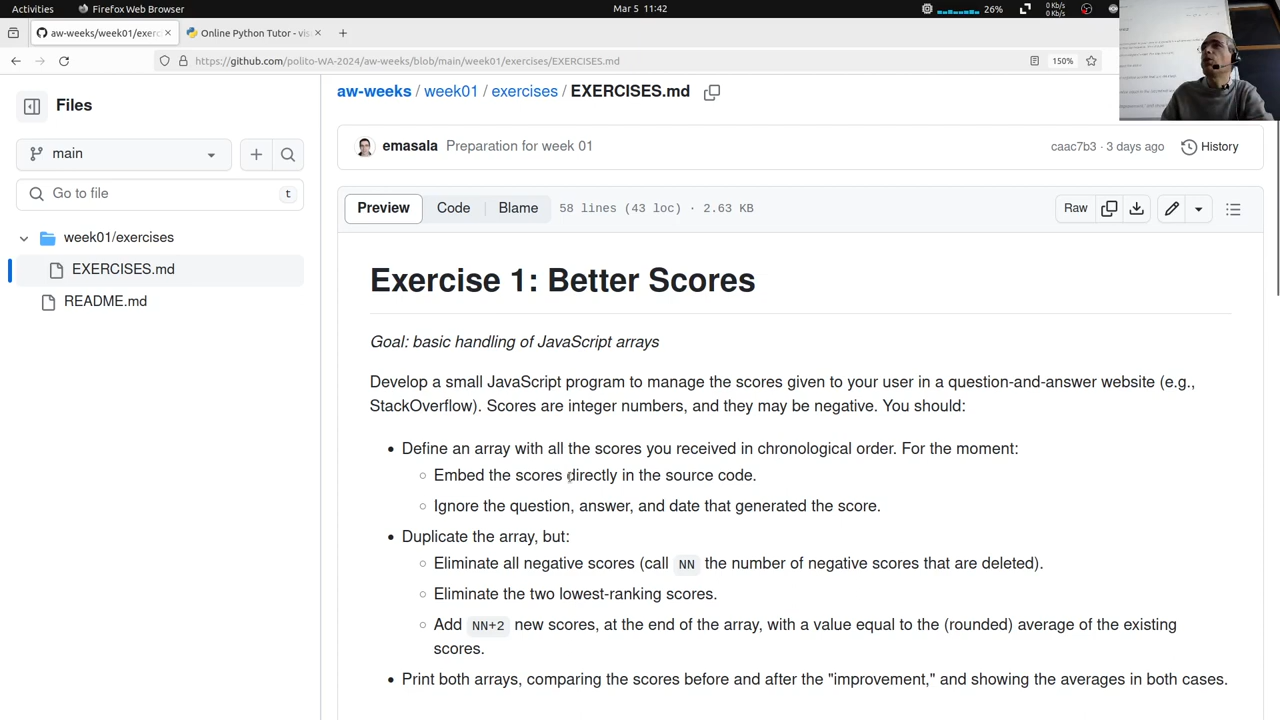 Activities
Firefox Web Browser
Mar 5 11:42
26%
0 Kb/s
0 Kb/s
aw-weeks/week01/exerc
Online Python Tutor - vis
https://github.com/polito-WA-2024/aw-weeks/blob/main/week01/exercises/EXERCISES.md
150%
Files
main
Go to file
t
week01/exercises
EXERCISES.md
README.md
aw-weeks / week01 / exercises / EXERCISES.md
emasala Preparation for week 01
caac7b3 · 3 days ago
History
Preview
Code
Blame
58 lines (43 loc) · 2.63 KB
Raw
Exercise 1: Better Scores
Goal: basic handling of JavaScript arrays
Develop a small JavaScript program to manage the scores given to your user in a question-and-answer website (e.g.,
StackOverflow). Scores are integer numbers, and they may be negative. You should:
Define an array with all the scores you received in chronological order. For the moment:
Embed the scores directly in the source code.
Ignore the question, answer, and date that generated the score.
Duplicate the array, but:
Eliminate all negative scores (call NN the number of negative scores that are deleted).
Eliminate the two lowest-ranking scores.
Add NN+2 new scores, at the end of the array, with a value equal to the (rounded) average of the existing
scores.
Print both arrays, comparing the scores before and after the "improvement," and showing the averages in both cases.